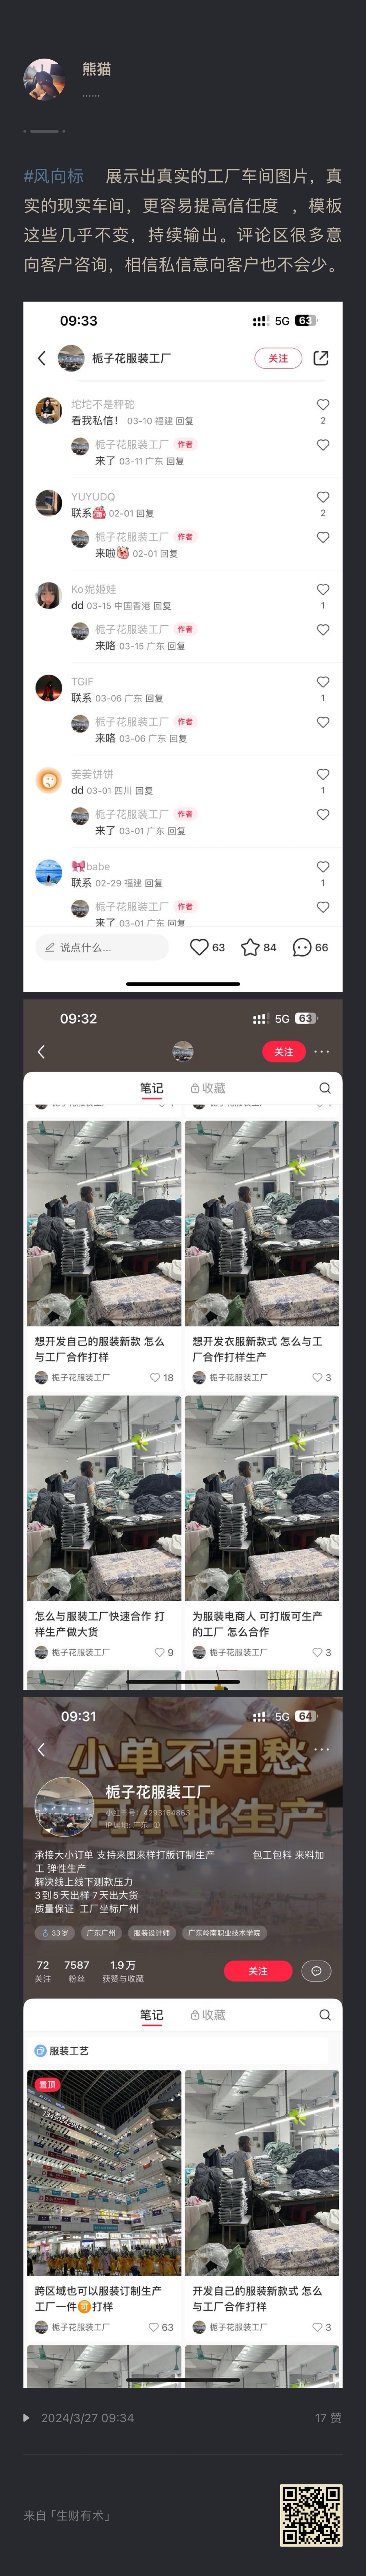 熊猫
......
#风向标 展示出真实的工厂车间图片，真
实的现实车间，更容易提高信任度 ，模板
这些几乎不变，持续输出。评论区很多意
向客户咨询，相信私信意向客户也不会少。
09:33 5G 63
栀子花服装工厂 关注
坨坨不是秤砣
看我私信！ 03-10 福建 回复 2
栀子花服装工厂 作者
来了 03-11 广东 回复
YUYUDQ
联系 02-01 回复 2
栀子花服装工厂 作者
来啦 02-01 回复
Ko妮姬娃
dd 03-15 中国香港 回复 1
栀子花服装工厂 作者
来咯 03-15 广东 回复
TGIF
联系 03-06 广东 回复 1
栀子花服装工厂 作者
来咯 03-06 广东 回复
姜姜饼饼
dd 03-01 四川 回复 1
栀子花服装工厂 作者
来了 03-01 广东 回复
🎀babe
联系 02-29 福建 回复 1
栀子花服装工厂 作者
来了 03-01 广东 回复
说点什么... 63 84 66
09:32 5G 63
关注
笔记 收藏
想开发自己的服装新款 怎么
与工厂合作打样
栀子花服装工厂 18
想开发衣服新款式 怎么与工
厂合作打样生产
栀子花服装工厂 3
怎么与服装工厂快速合作 打
样生产做大货
栀子花服装工厂 9
为服装电商人 可打版可生产
的工厂 怎么合作
栀子花服装工厂 3
09:31 5G 64
小单不用愁
批生产
栀子花服装工厂
小红书号：4293164863
IP属地：广东
承接大小订单 支持来图来样打版订制生产 包工包料 来料加
工 弹性生产
解决线上线下测款压力
3到5天出样 7天出大货
质量保证 工厂坐标广州
33岁 广东广州 服装设计师 广东岭南职业技术学院
72 7587 1.9万
关注 粉丝 获赞与收藏
关注
笔记 收藏
服装工艺
置顶
跨区域也可以服装订制生产
工厂一件🉑打样
栀子花服装工厂 63
开发自己的服装新款式 怎么
与工厂合作打样
栀子花服装工厂 3
2024/3/27 09:34 17 赞
来自「生财有术」